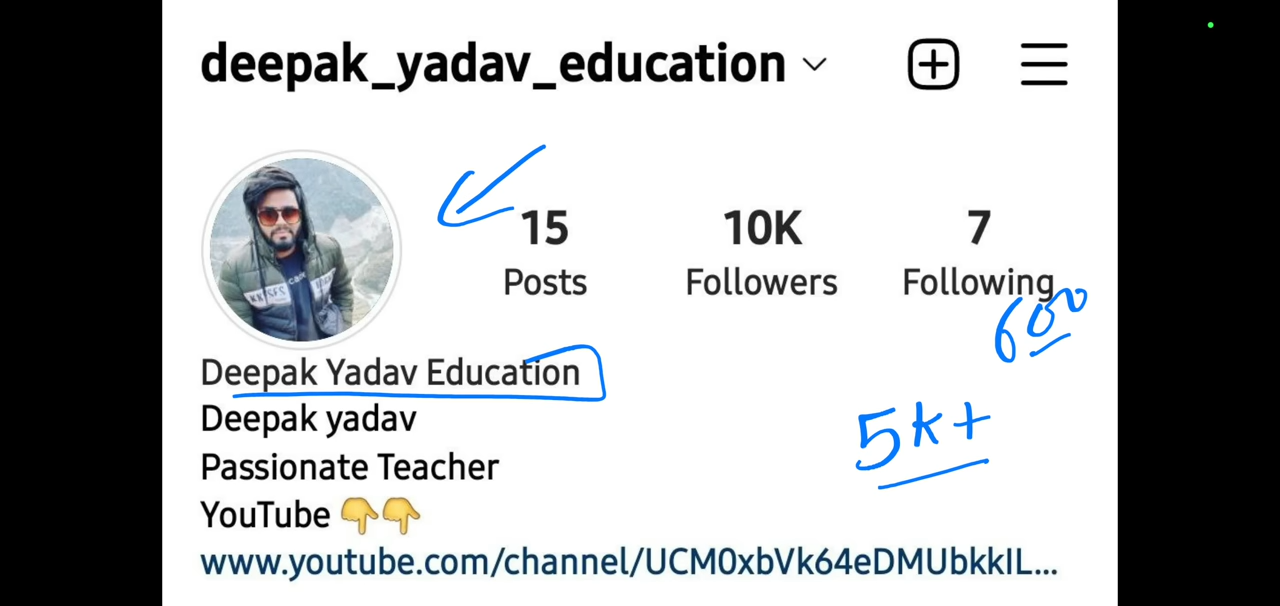 deepak_yadav_education
15 10K 7
Posts Followers Following
600
Deepak Yadav Education
Deepak yadav
5k+
Passionate Teacher
YouTube 👇👇
www.youtube.com/channel/UCM0xbVk64eDMUbkkIL...